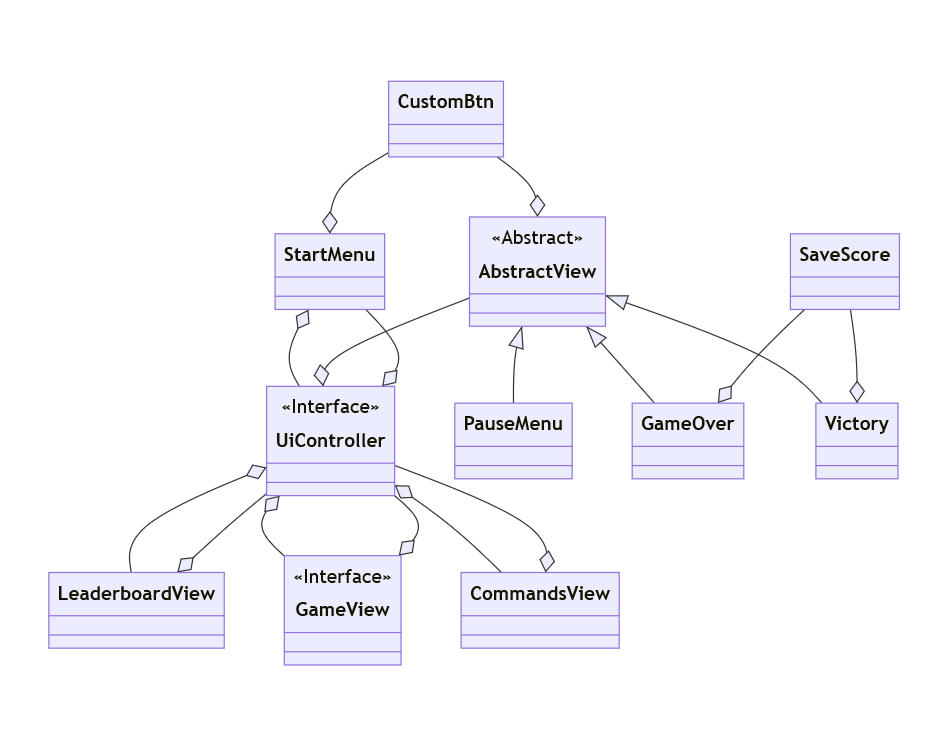 CustomBtn
«Abstract»
AbstractView
StartMenu
SaveScore
«Interface»
UiController
PauseMenu
GameOver
Victory
LeaderboardView
«Interface»
GameView
CommandsView